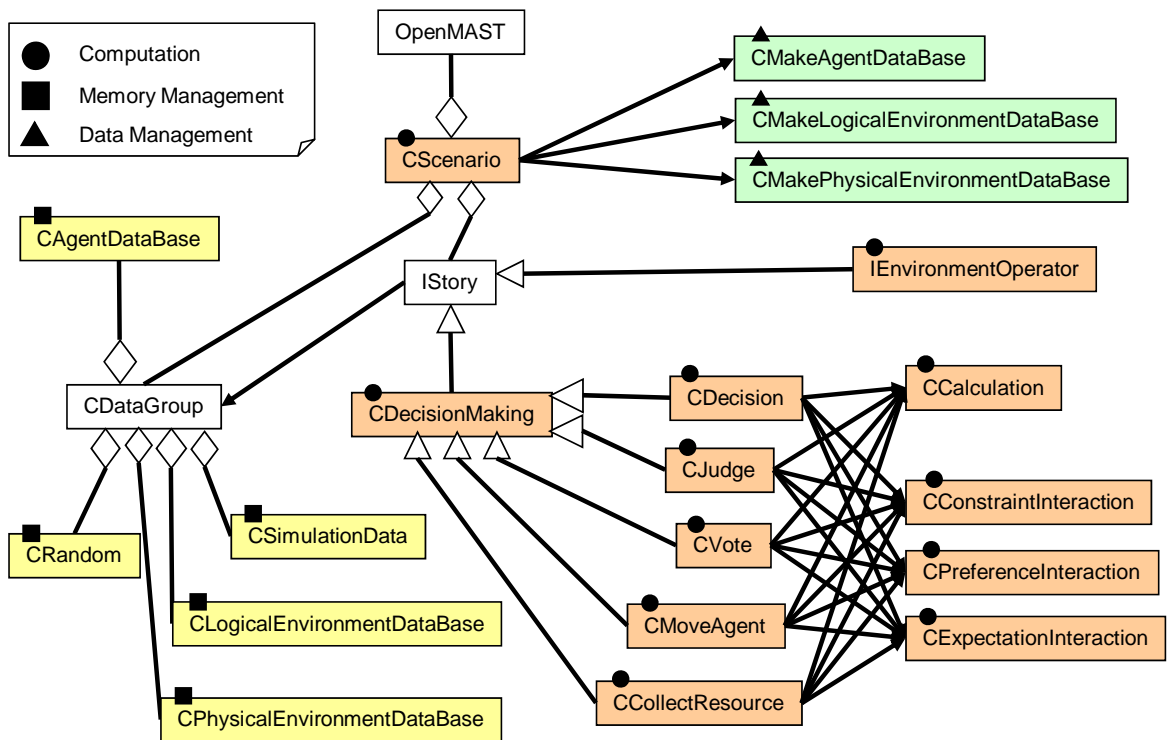 Computation
Memory Management
Data Management
OpenMAST
CMakeAgentDataBase
CMakeLogicalEnvironmentDataBase
CScenario
CMakePhysicalEnvironmentDataBase
CAgentDataBase
IStory
IEnvironmentOperator
CDataGroup
CDecisionMaking
CDecision
CCalculation
CJudge
CConstraintInteraction
CSimulationData
CVote
CRandom
CPreferenceInteraction
CLogicalEnvironmentDataBase
CMoveAgent
CExpectationInteraction
CCollectResource
CPhysicalEnvironmentDataBase